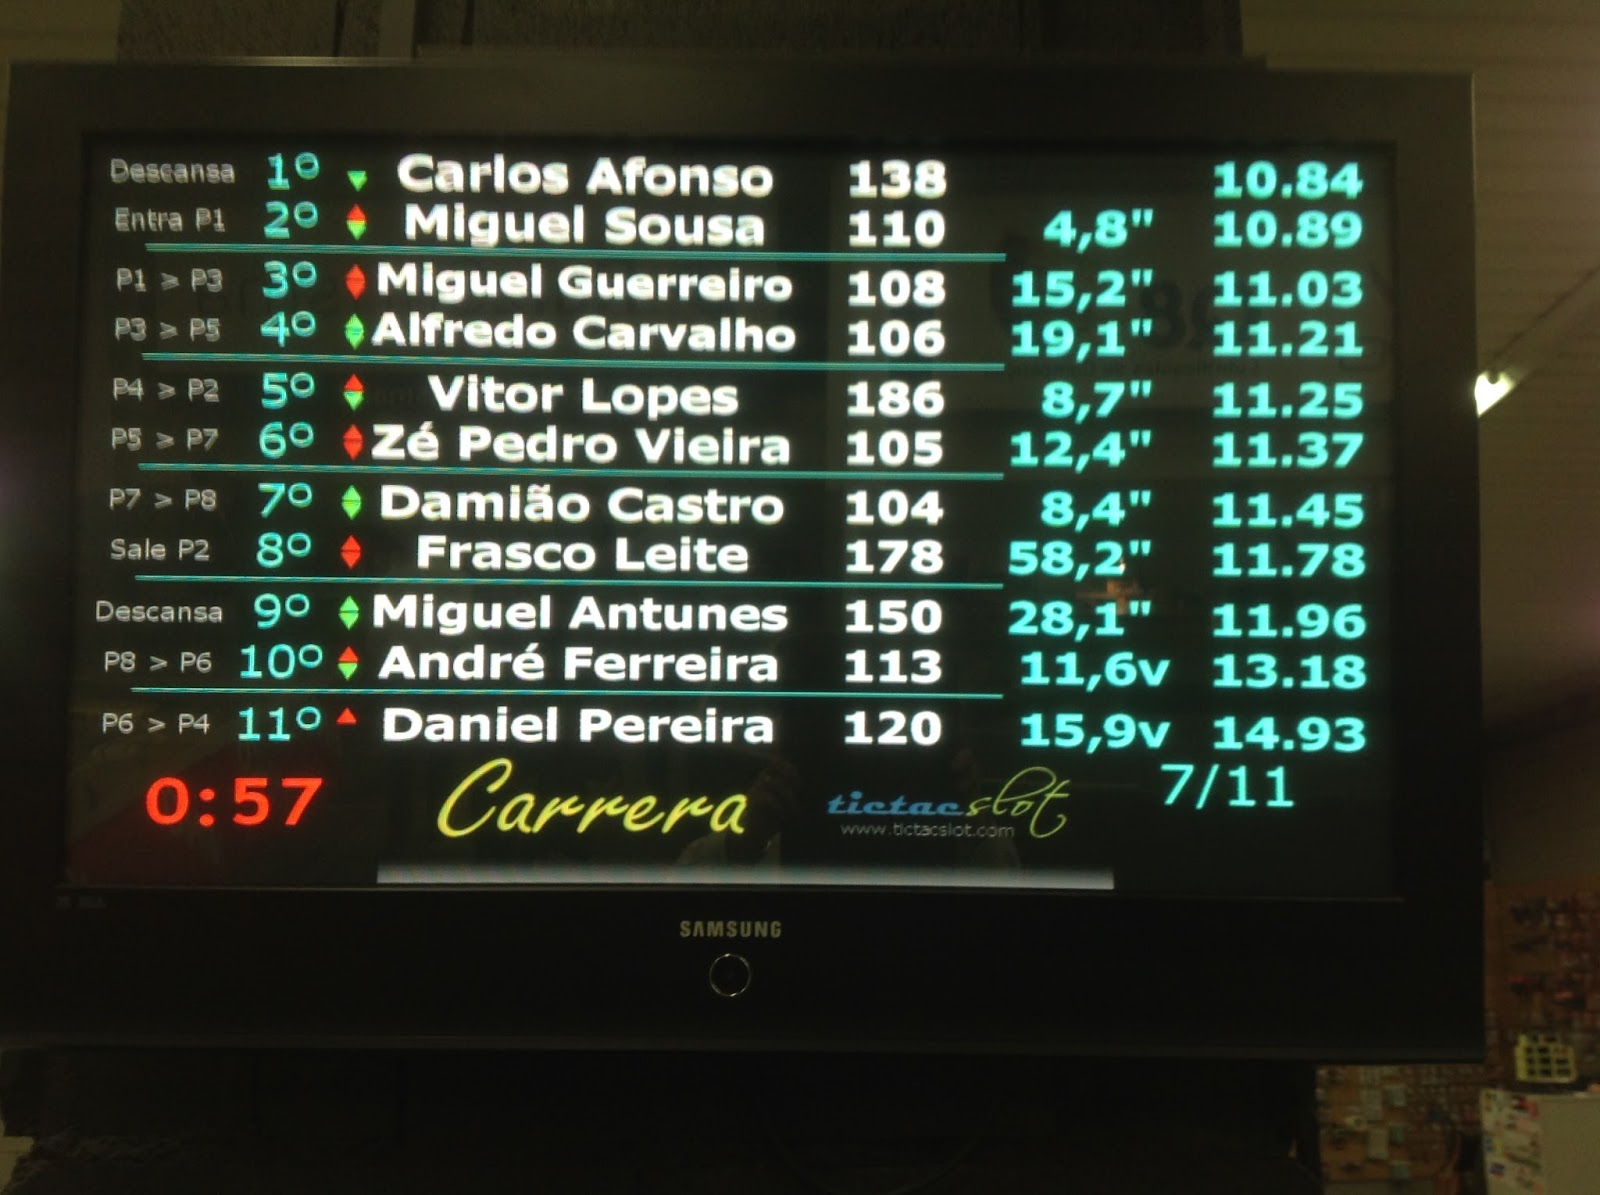 Descansa 1º Carlos Afonso 138 10.84
Entra P1 2º Miguel Sousa 110 4,8" 10.89
P1 > P3 3º Miguel Guerreiro 108 15,2" 11.03
P3 > P5 4º Alfredo Carvalho 106 19,1" 11.21
P4 > P2 5º Vitor Lopes 186 8,7" 11.25
P5 > P7 6º Zé Pedro Vieira 105 12,4" 11.37
P7 > P8 7º Damião Castro 104 8,4" 11.45
Sale P2 8º Frasco Leite 178 58,2" 11.78
Descansa 9º Miguel Antunes 150 28,1" 11.96
P8 > P6 10º André Ferreira 113 11,6v 13.18
P6 > P4 11º Daniel Pereira 120 15,9v 14.93
0:57 Carrera tictacslot 7/11
www.tictacslot.com
SAMSUNG